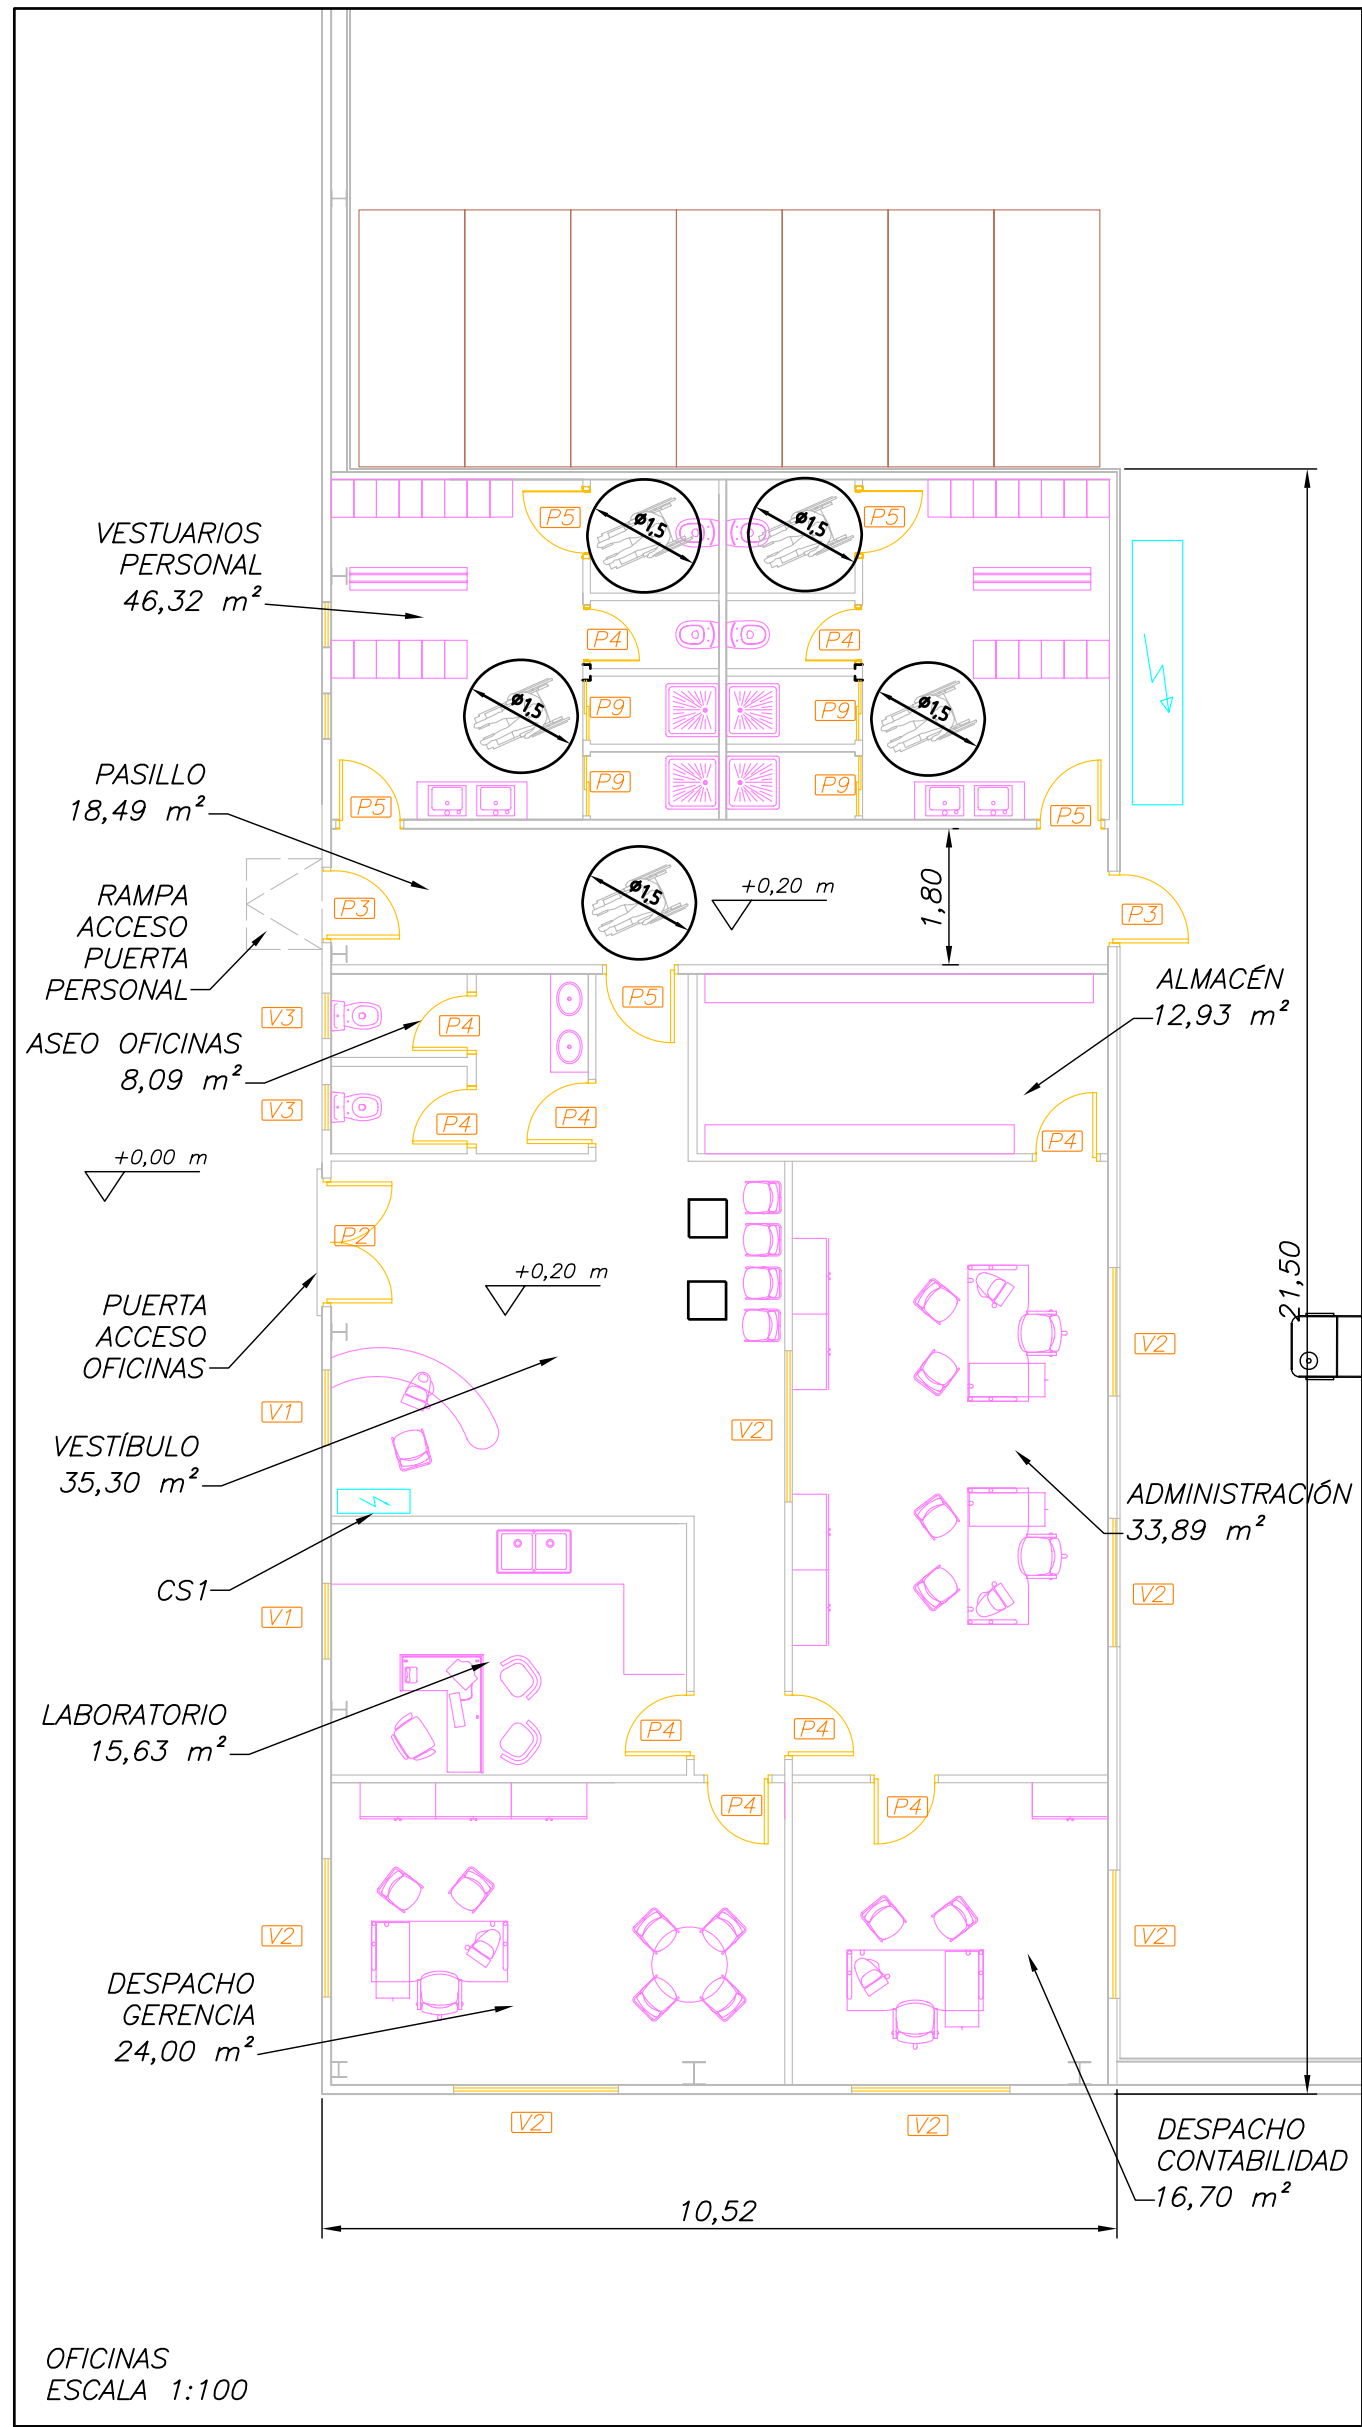 ø1,5
ø1,5
P5
P5
VESTUARIOS
PERSONAL
46,32 m²
P4
P4
ø1,5
ø1,5
P9
P9
P9
P9
PASILLO
18,49 m²
P5
P5
RAMPA
ACCESO
PUERTA
PERSONAL
P3
ø1,5
+0,20 m
1,80
P3
ALMACÉN
12,93 m²
V3
P4
P5
ASEO OFICINAS
8,09 m²
V3
P4
P4
P4
+0,00 m
P2
+0,20 m
21,50
PUERTA
ACCESO
OFICINAS
V2
V1
V2
VESTÍBULO
35,30 m²
ADMINISTRACIÓN
33,89 m²
CS1
V1
V2
LABORATORIO
15,63 m²
P4
P4
P4
P4
V2
V2
DESPACHO
GERENCIA
24,00 m²
V2
V2
DESPACHO
CONTABILIDAD
16,70 m²
10,52
OFICINAS
ESCALA 1:100